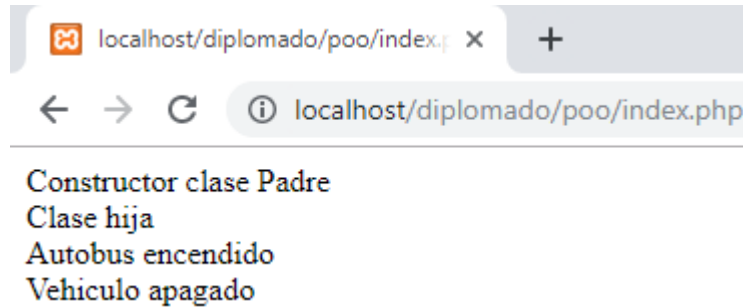 localhost/diplomado/poo/index.p
localhost/diplomado/poo/index.php
Constructor clase Padre
Clase hija
Autobus encendido
Vehiculo apagado